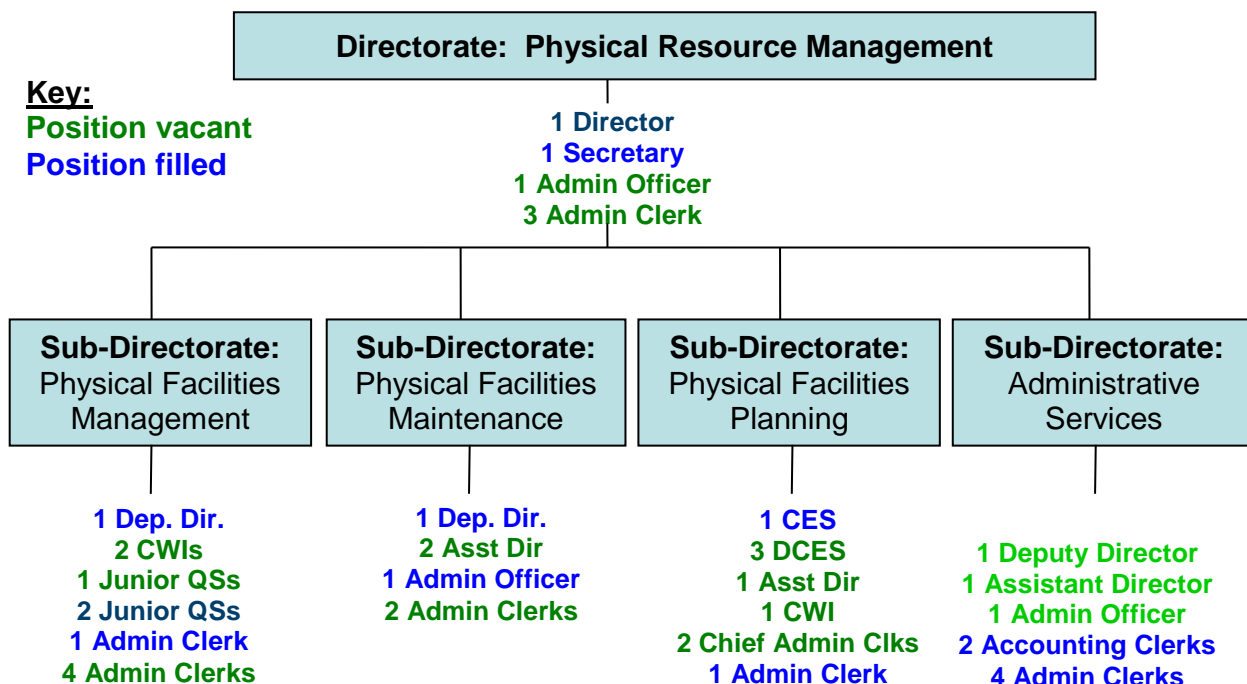 Directorate:  Physical Resource Management
Key:
Position vacant
Position filled
1 Director
1 Secretary
1 Admin Officer
3 Admin Clerk
Sub-Directorate:
Physical Facilities
Management
Sub-Directorate:
Physical Facilities
Maintenance
Sub-Directorate:
Physical Facilities
Planning
Sub-Directorate:
Administrative
Services
1 Dep. Dir.
2 CWIs
1 Junior QSs
2 Junior QSs
1 Admin Clerk
4 Admin Clerks
1 Dep. Dir.
2 Asst Dir
1 Admin Officer
2 Admin Clerks
1 CES
3 DCES
1 Asst Dir
1 CWI
2 Chief Admin Clks
1 Admin Clerk
1 Deputy Director
1 Assistant Director
1 Admin Officer
2 Accounting Clerks
4 Admin Clerks